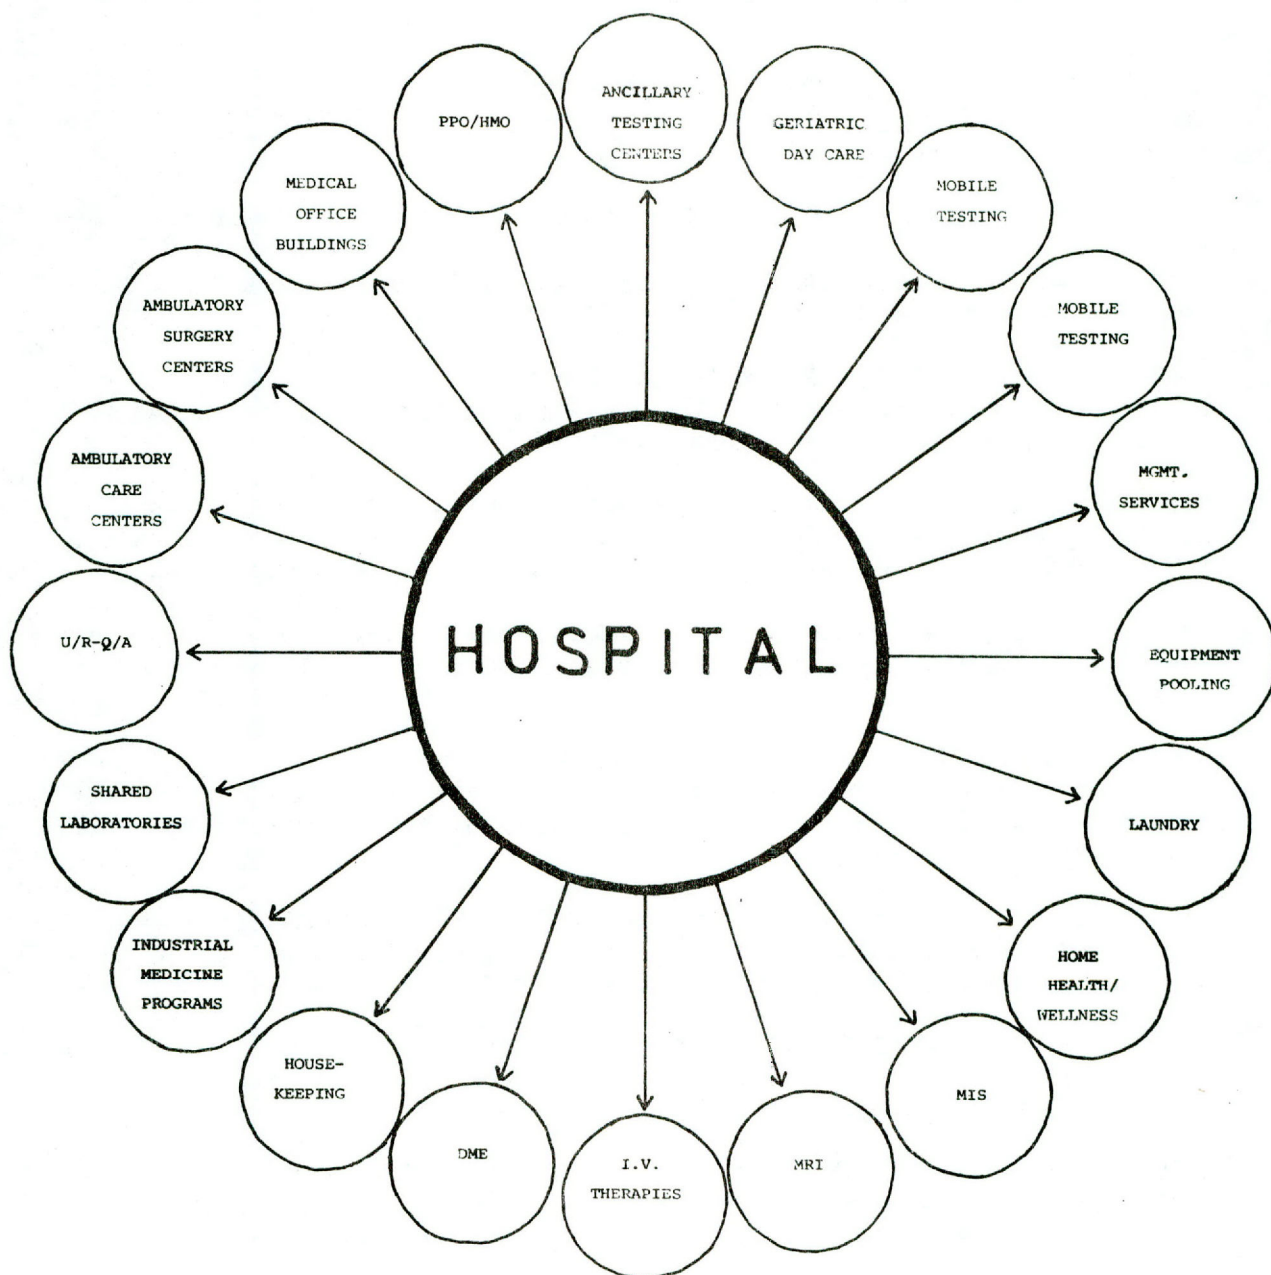 ANCILLARY
TESTING
CENTERS
GERIATRIC
DAY CARE
MOBILE
TESTING
MOBILE
TESTING
MGMT.
SERVICES
EQUIPMENT
POOLING
LAUNDRY
HOME
HEALTH/
WELLNESS
MIS
MRI
I.V.
THERAPIES
DME
HOUSE-
KEEPING
INDUSTRIAL
MEDICINE
PROGRAMS
SHARED
LABORATORIES
U/R-Q/A
AMBULATORY
CARE
CENTERS
AMBULATORY
SURGERY
CENTERS
MEDICAL
OFFICE
BUILDINGS
PPO/HMO
HOSPITAL